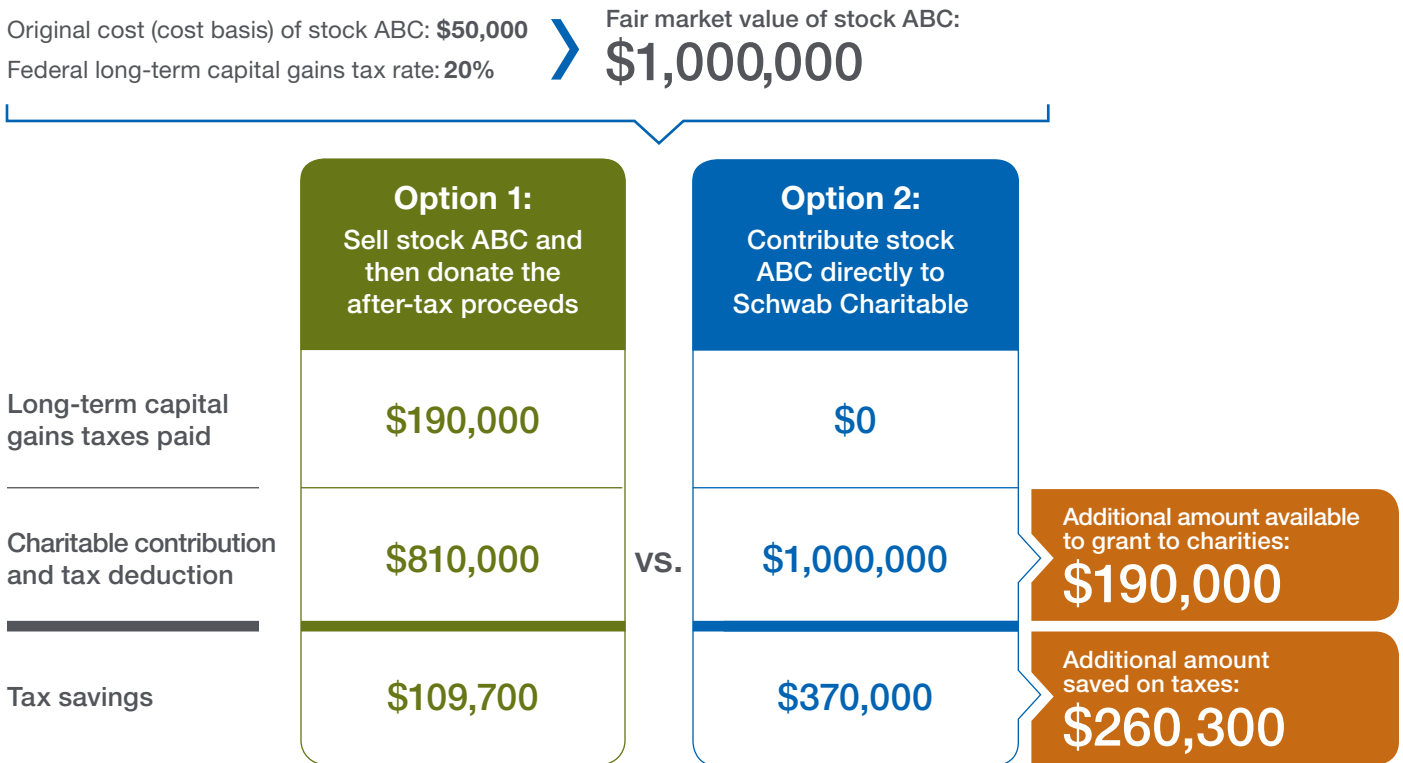 Original cost (cost basis) of stock ABC: $50,000
Federal long-term capital gains tax rate: 20%
Fair market value of stock ABC:
$1,000,000
Option 1:
Sell stock ABC and
then donate the
after-tax proceeds
Option 2:
Contribute stock
ABC directly to
Schwab Charitable
Long-term capital
gains taxes paid
$190,000
$0
Charitable contribution
and tax deduction
$810,000
vs.
$1,000,000
Additional amount available
to grant to charities:
$190,000
Tax savings
$109,700
$370,000
Additional amount
saved on taxes:
$260,300